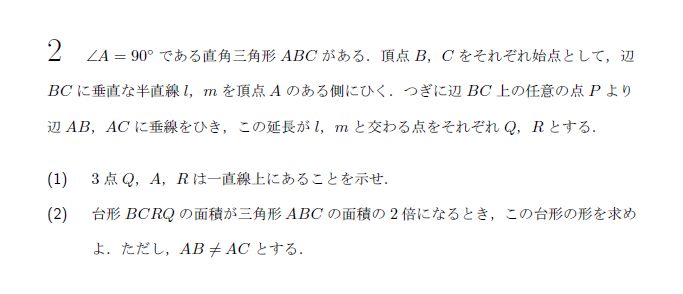 2 ∠A = 90° である直角三角形 ABC がある．頂点 B，C をそれぞれ始点として，辺
BC に垂直な半直線 l，m を頂点 A のある側にひく．つぎに辺 BC 上の任意の点 P より
辺 AB，AC に垂線をひき，この延長が l，m と交わる点をそれぞれ Q，R とする．
(1) 3 点 Q，A，R は一直線上にあることを示せ．
(2) 台形 BCRQ の面積が三角形 ABC の面積の 2 倍になるとき，この台形の形を求め
よ．ただし，AB ≠ AC とする．